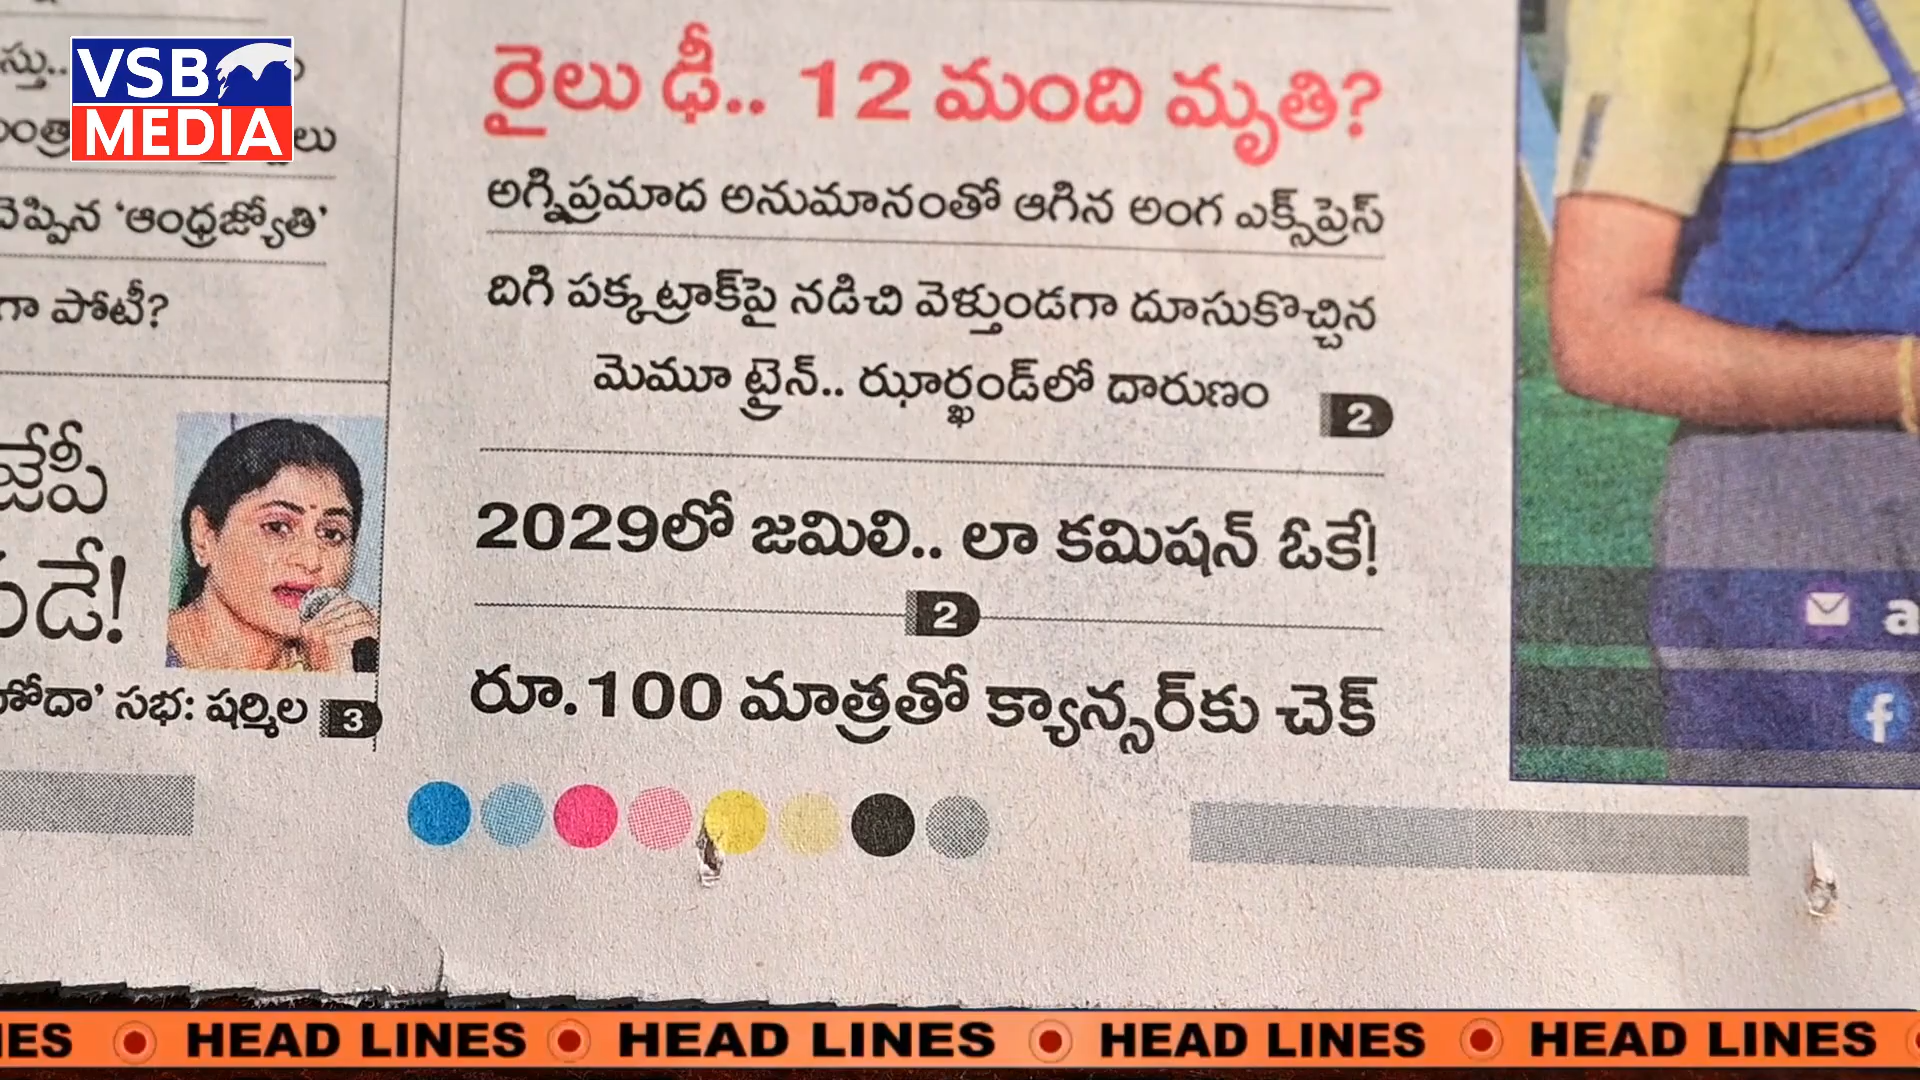 VSB
MEDIA
స్తు..
చెప్పిన 'ఆంధ్రజ్యోతి'
గా పోటీ?
జేపీ
సభ: షర్మిల 3
రైలు ఢీ.. 12 మంది మృతి?
అగ్నిప్రమాద అనుమానంతో ఆగిన అంగ ఎక్స్‌ప్రెస్
దిగి పక్కట్రాక్‌పై నడిచి వెళ్తుండగా దూసుకొచ్చిన
మెమూ ట్రైన్.. ఝార్ఖండ్‌లో దారుణం 2
2029లో జమిలి.. లా కమిషన్ ఓకే!
2
రూ.100 మాత్రతో క్యాన్సర్‌కు చెక్
a
f
HEAD LINES HEAD LINES HEAD LINES HEAD LINES